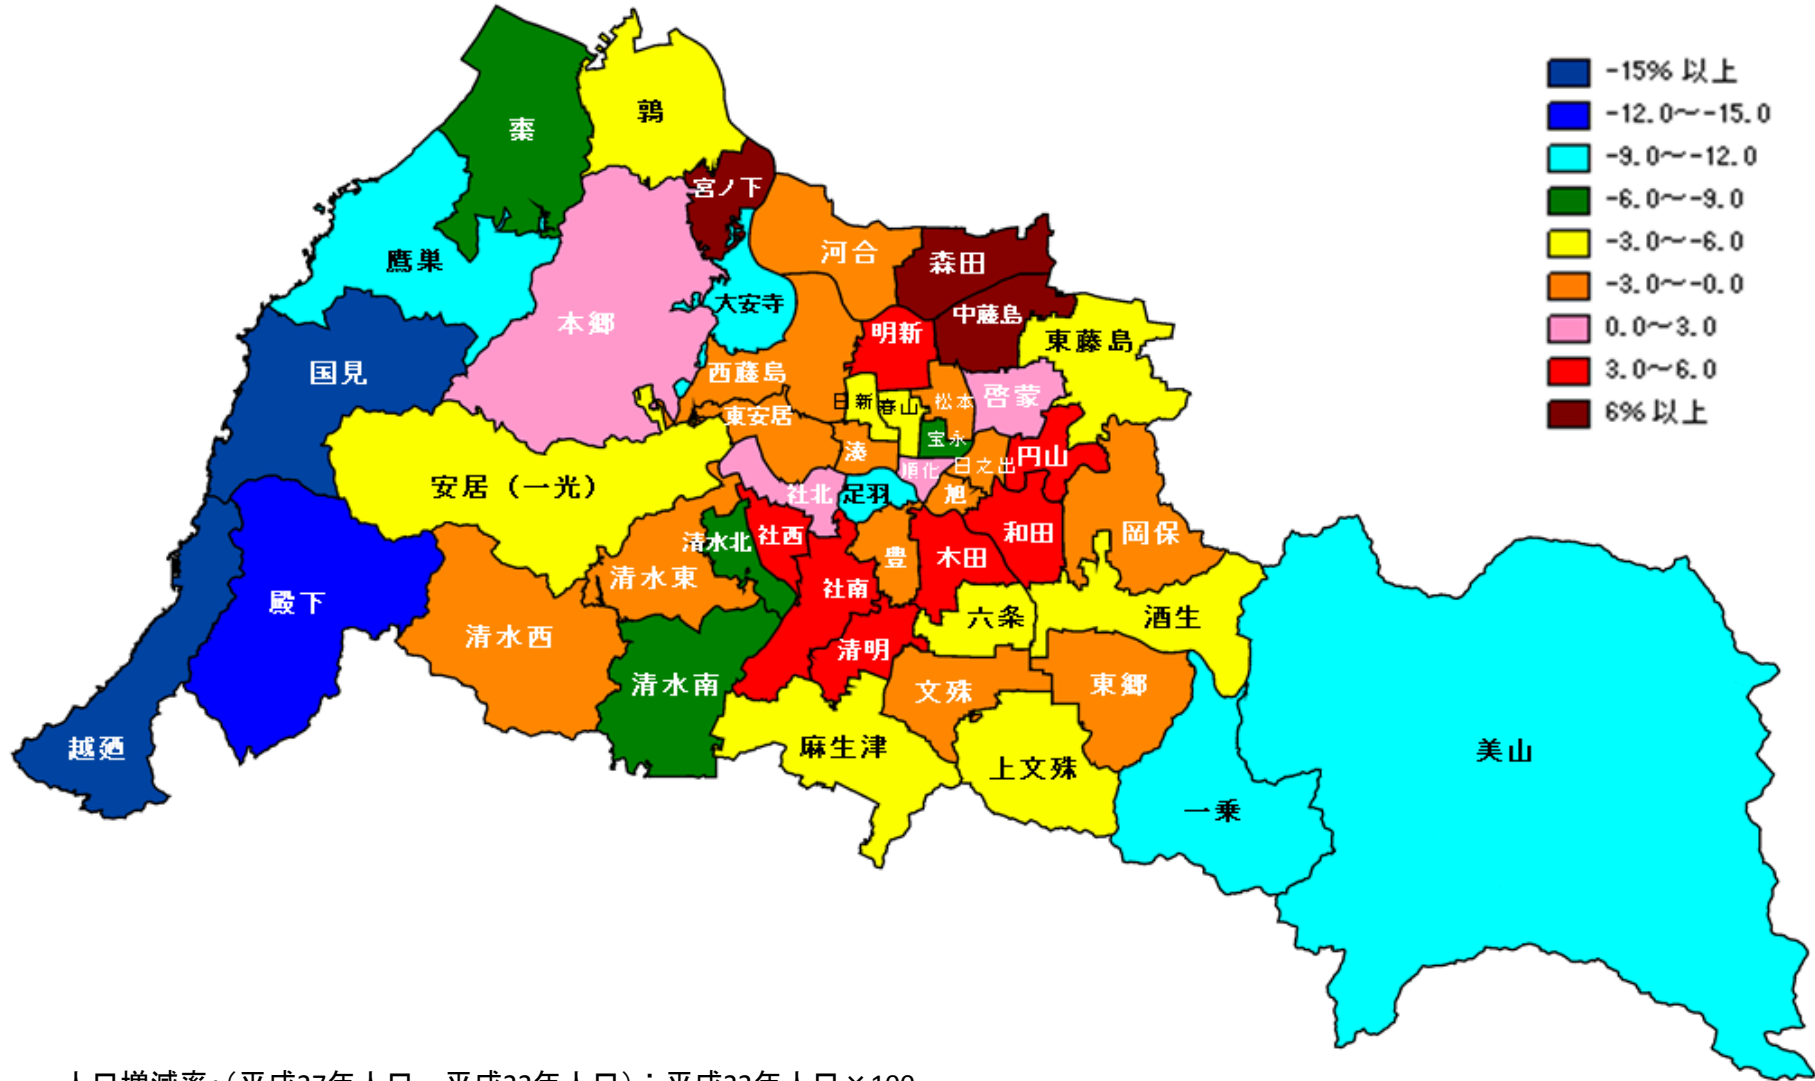 -15% 以上
-12.0～-15.0
-9.0～-12.0
-6.0～-9.0
-3.0～-6.0
-3.0～-0.0
0.0～3.0
3.0～6.0
6% 以上
鶉
棗
宮ノ下
河合
森田
鷹巣
大安寺
中藤島
本郷
明新
東藤島
国見
西藤島
啓蒙
日新
春山
松本
東安居
宝永
湊
円山
順化
日之出
安居（一光）
社北
足羽
旭
社西
和田
岡保
清水北
豊
木田
清水東
社南
殿下
六条
酒生
清水西
清明
清水南
文殊
東郷
越廼
麻生津
美山
上文殊
一乗